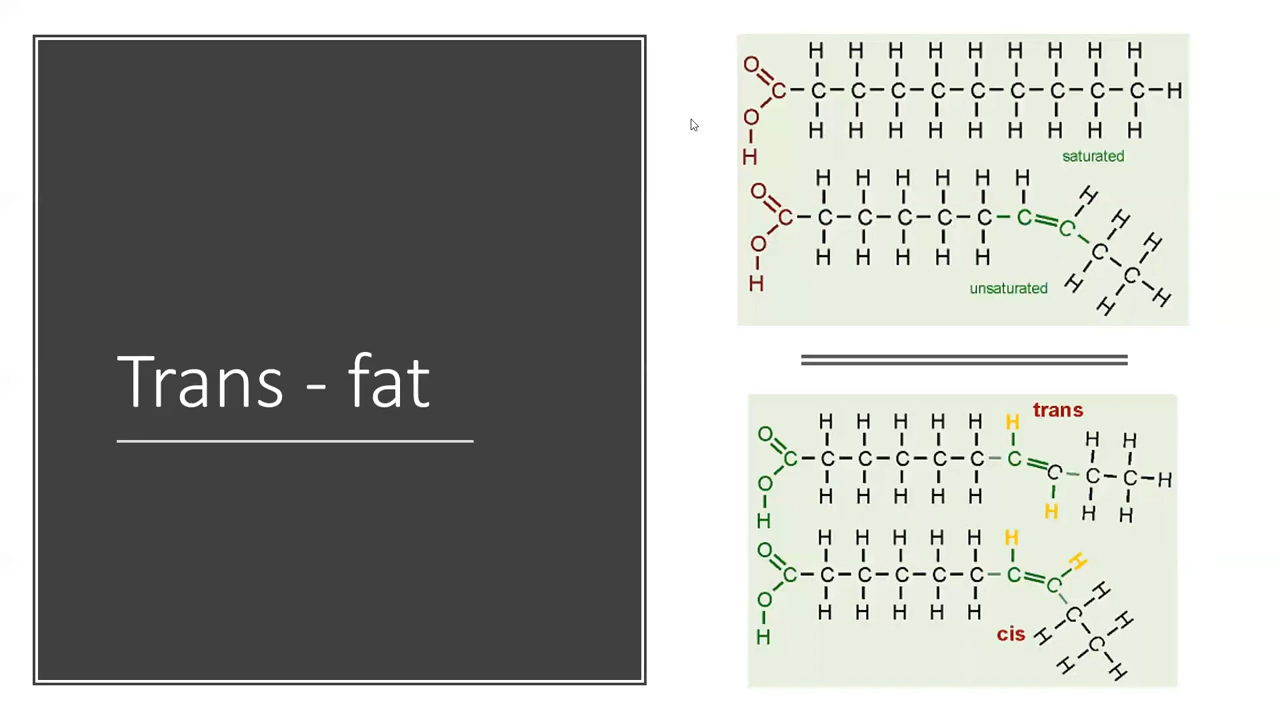 Trans - fat
H H H H H H H H H
O
C C C C C C C C C C H
O H H H H H H H H H
H
saturated
H H H H H H
O H
C C C C C C C C H
O C H
H H H H H
H H C
unsaturated
H H
trans
H H H H H H H H
O
C C C C C C C C C C H
O H H H H H
H H H H
H H H H H H
O H
C C C C C C C C H
O H H H H H C H
H
cis
H C
H H